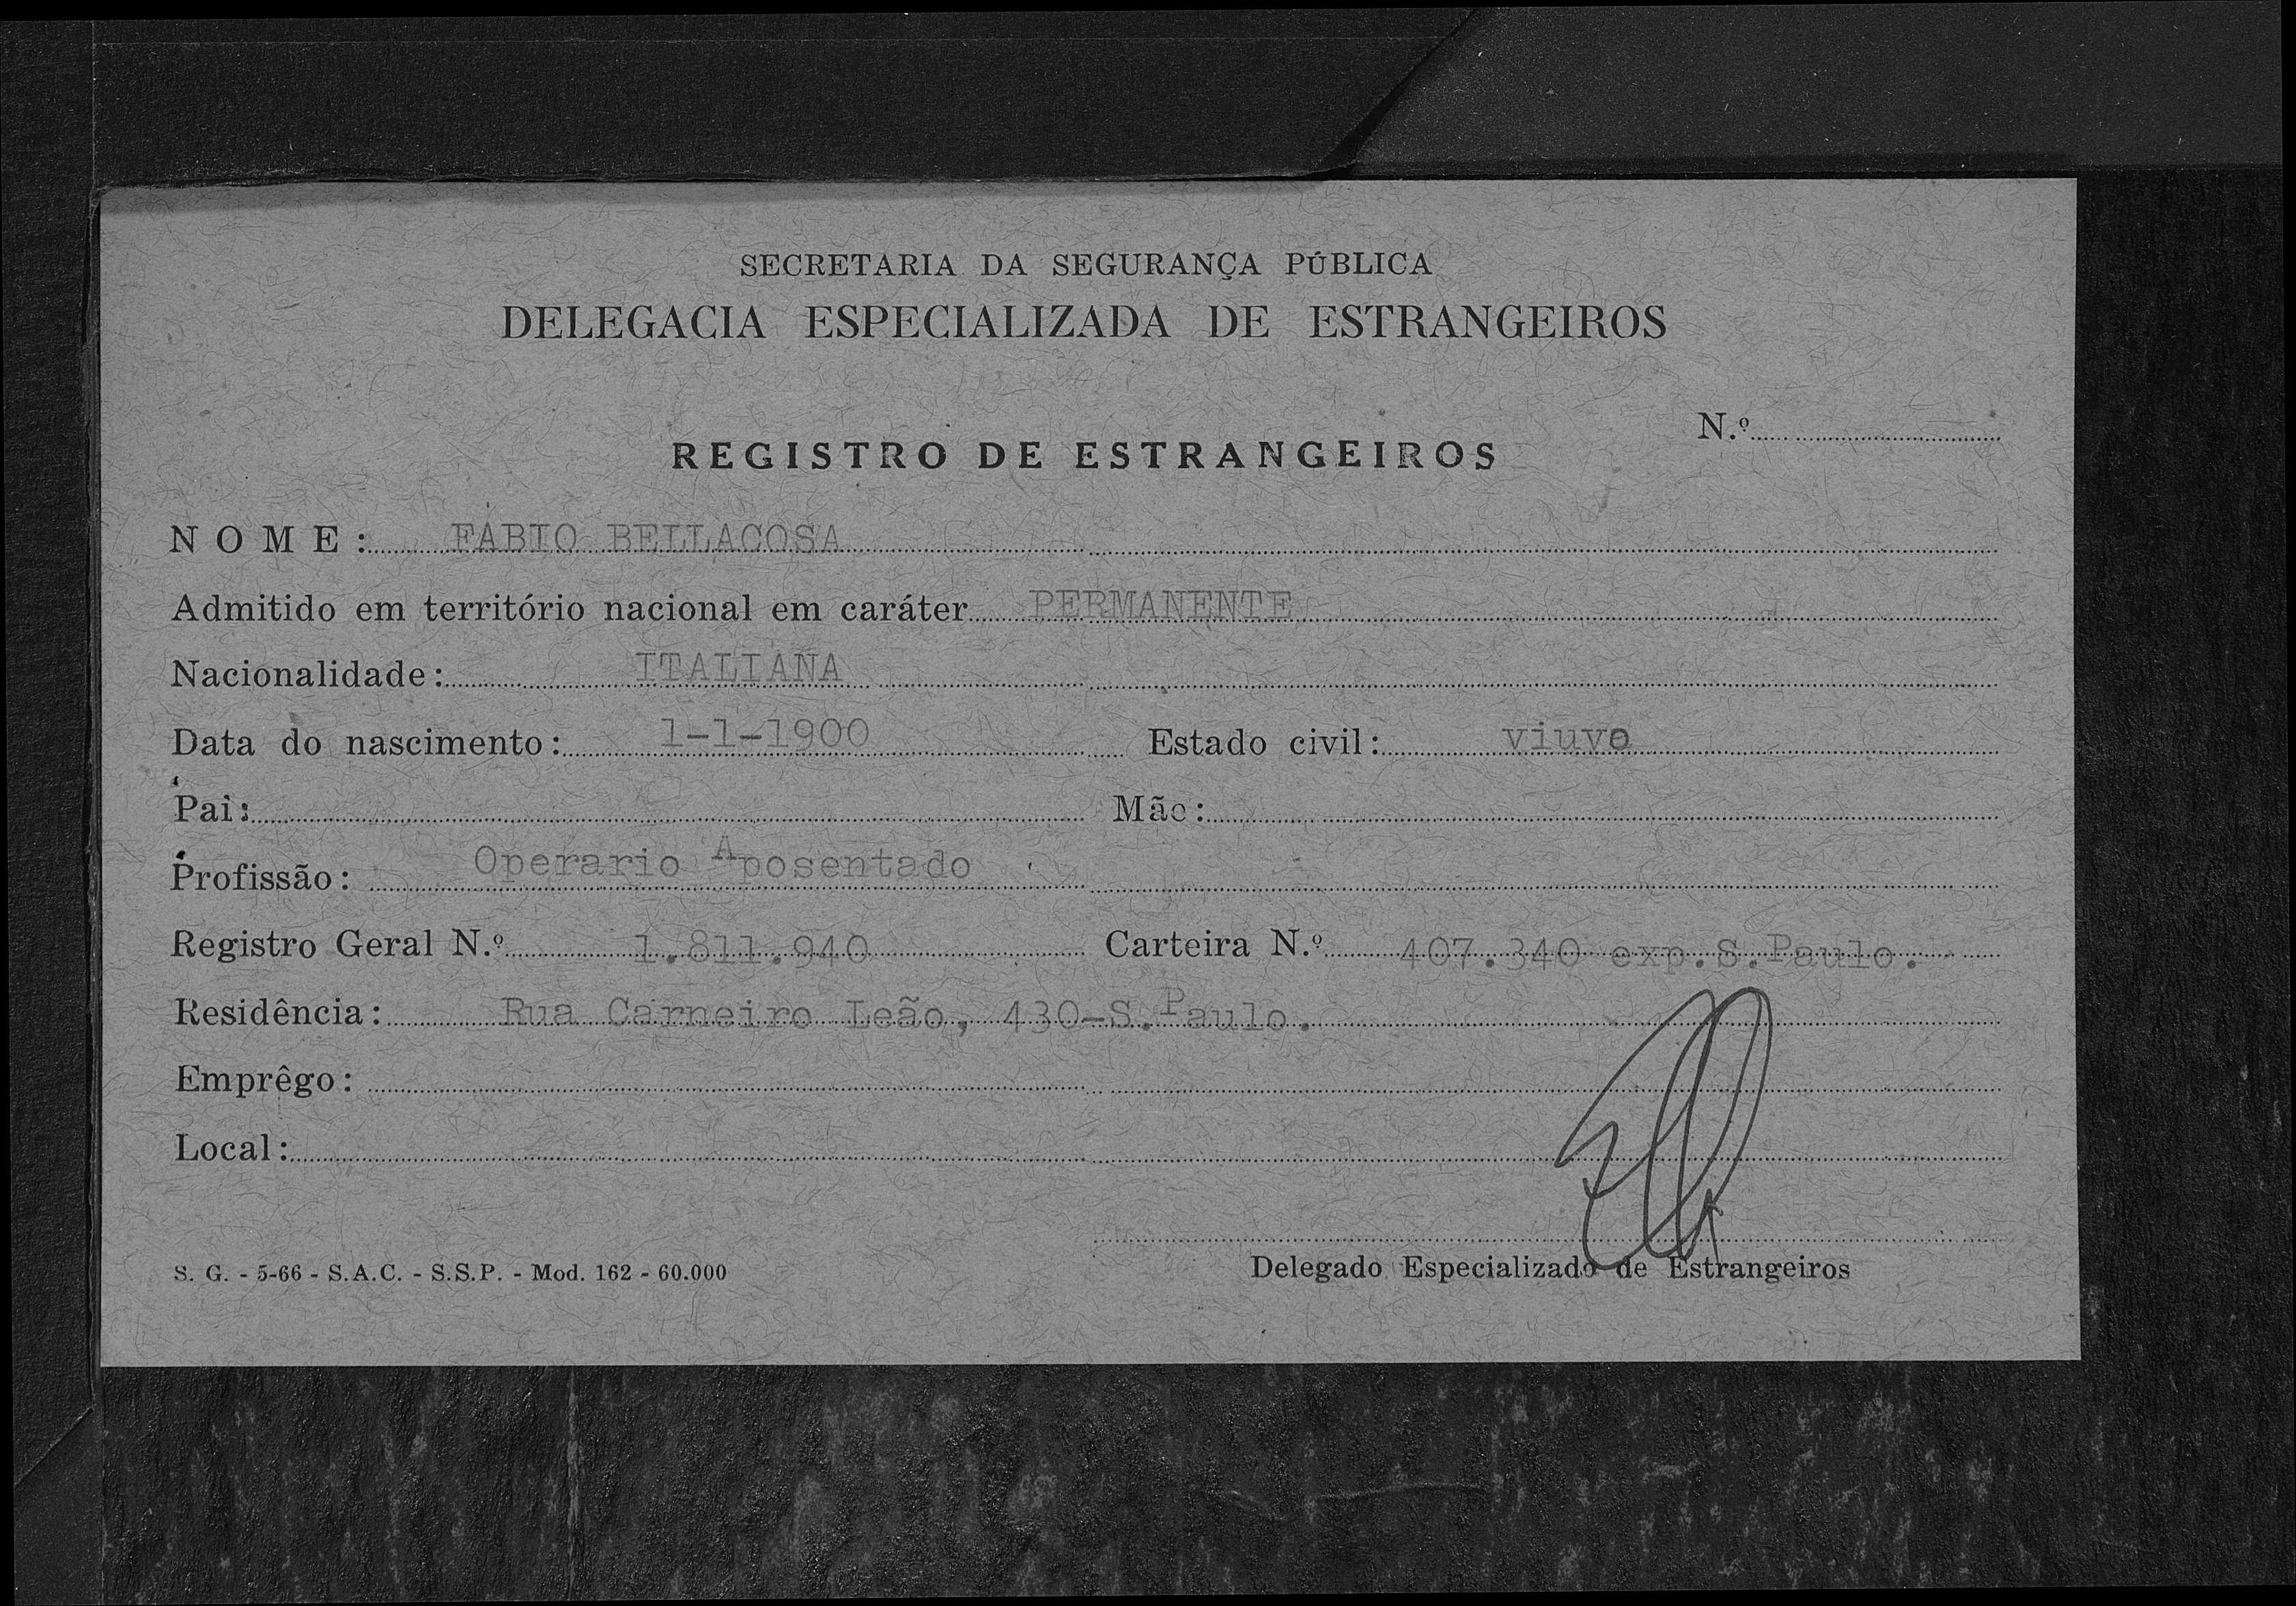 SECRETARIA DA SEGURANÇA PÚBLICA
DELEGACIA ESPECIALIZADA DE ESTRANGEIROS
N.º
REGISTRO DE ESTRANGEIROS
NOME: FABIO BELLACOSA
Admitido em território nacional em caráter PERMANENTE
Nacionalidade: ITALIANA
Data do nascimento: 1-1-1900 Estado civil: viuvo
Pai: Mãe:
Profissão: Operario Aposentado
Registro Geral N.º 1.811.940 Carteira N.º 407.340 exp.S.Paulo.
Residência: Rua Carneiro Leão, 430-S.Paulo.
Emprêgo:
Local:
S. G. - 5-66 - S.A.C. - S.S.P. - Mod. 162 - 60.000
Delegado Especializado de Estrangeiros